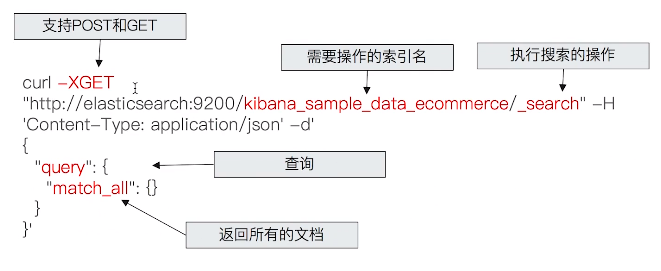 支持POST和GET
需要操作的索引名
执行搜索的操作
curl -XGET
"http://elasticsearch:9200/kibana_sample_data_ecommerce/_search" -H
'Content-Type: application/json' -d'
{
"query": {
查询
"match_all": {}
}
}'
返回所有的文档